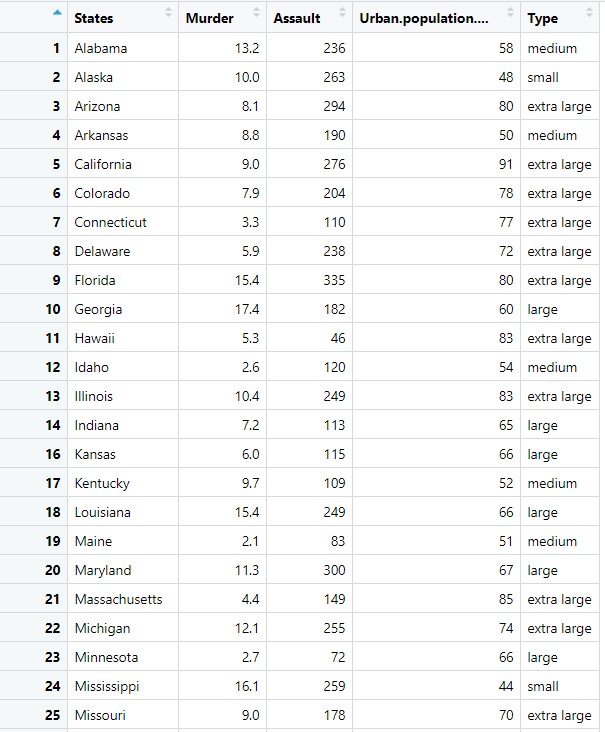 States Murder Assault Urban.population.... Type
1 Alabama 13.2 236 58 medium
2 Alaska 10.0 263 48 small
3 Arizona 8.1 294 80 extra large
4 Arkansas 8.8 190 50 medium
5 California 9.0 276 91 extra large
6 Colorado 7.9 204 78 extra large
7 Connecticut 3.3 110 77 extra large
8 Delaware 5.9 238 72 extra large
9 Florida 15.4 335 80 extra large
10 Georgia 17.4 182 60 large
11 Hawaii 5.3 46 83 extra large
12 Idaho 2.6 120 54 medium
13 Illinois 10.4 249 83 extra large
14 Indiana 7.2 113 65 large
16 Kansas 6.0 115 66 large
17 Kentucky 9.7 109 52 medium
18 Louisiana 15.4 249 66 large
19 Maine 2.1 83 51 medium
20 Maryland 11.3 300 67 large
21 Massachusetts 4.4 149 85 extra large
22 Michigan 12.1 255 74 extra large
23 Minnesota 2.7 72 66 large
24 Mississippi 16.1 259 44 small
25 Missouri 9.0 178 70 extra large